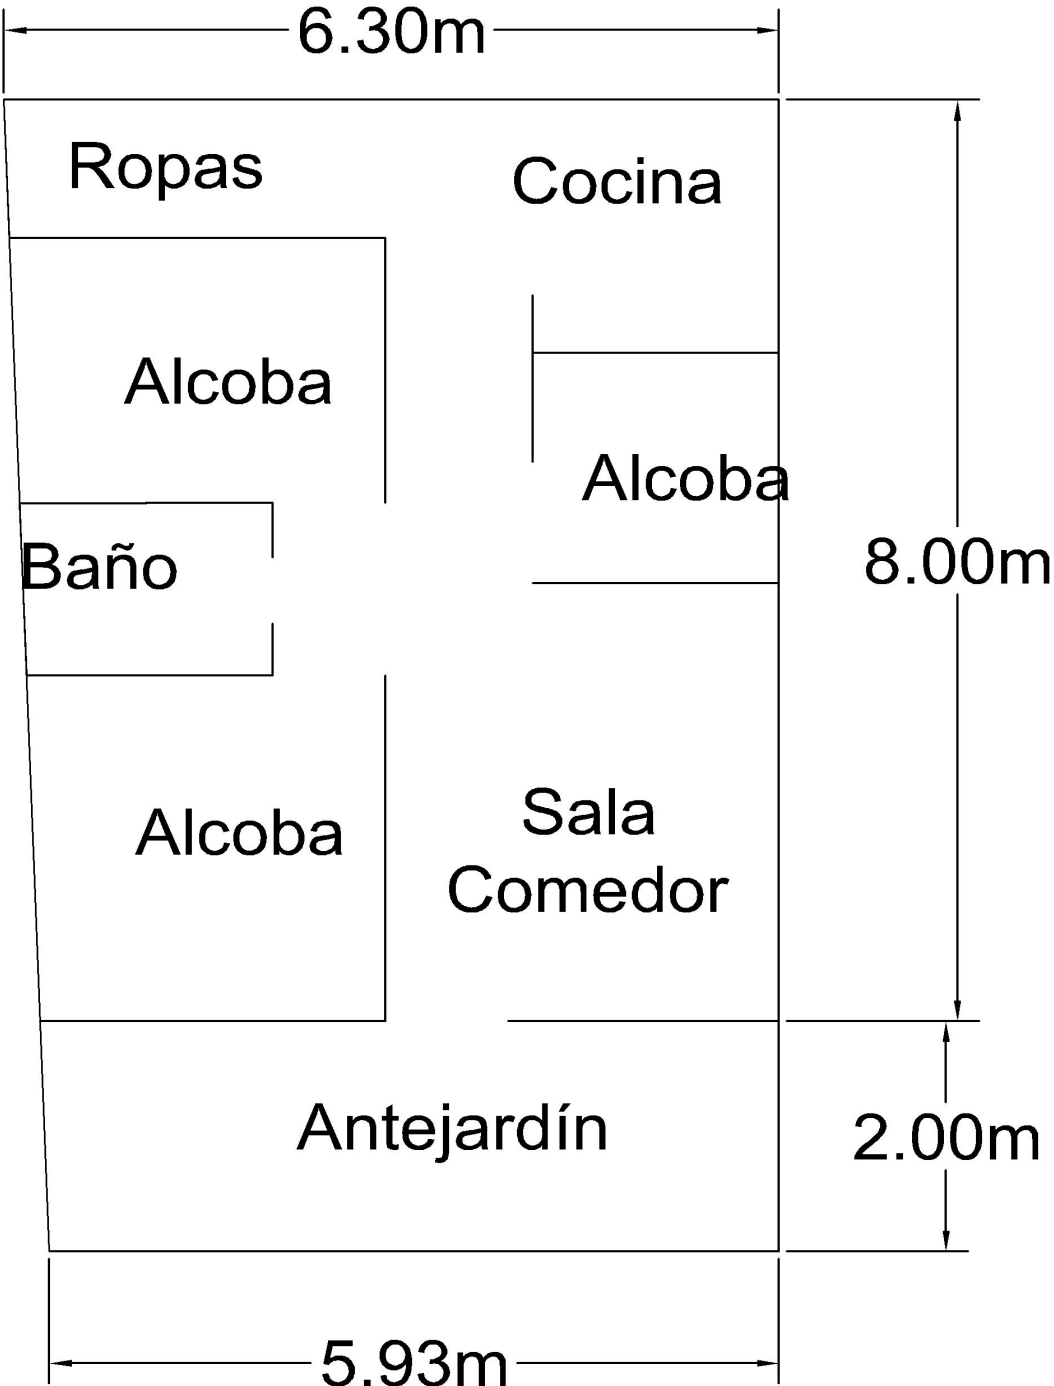 6.30m
Ropas
Cocina
Alcoba
Alcoba
Baño
8.00m
Alcoba
Sala
Comedor
Antejardín
2.00m
5.93m